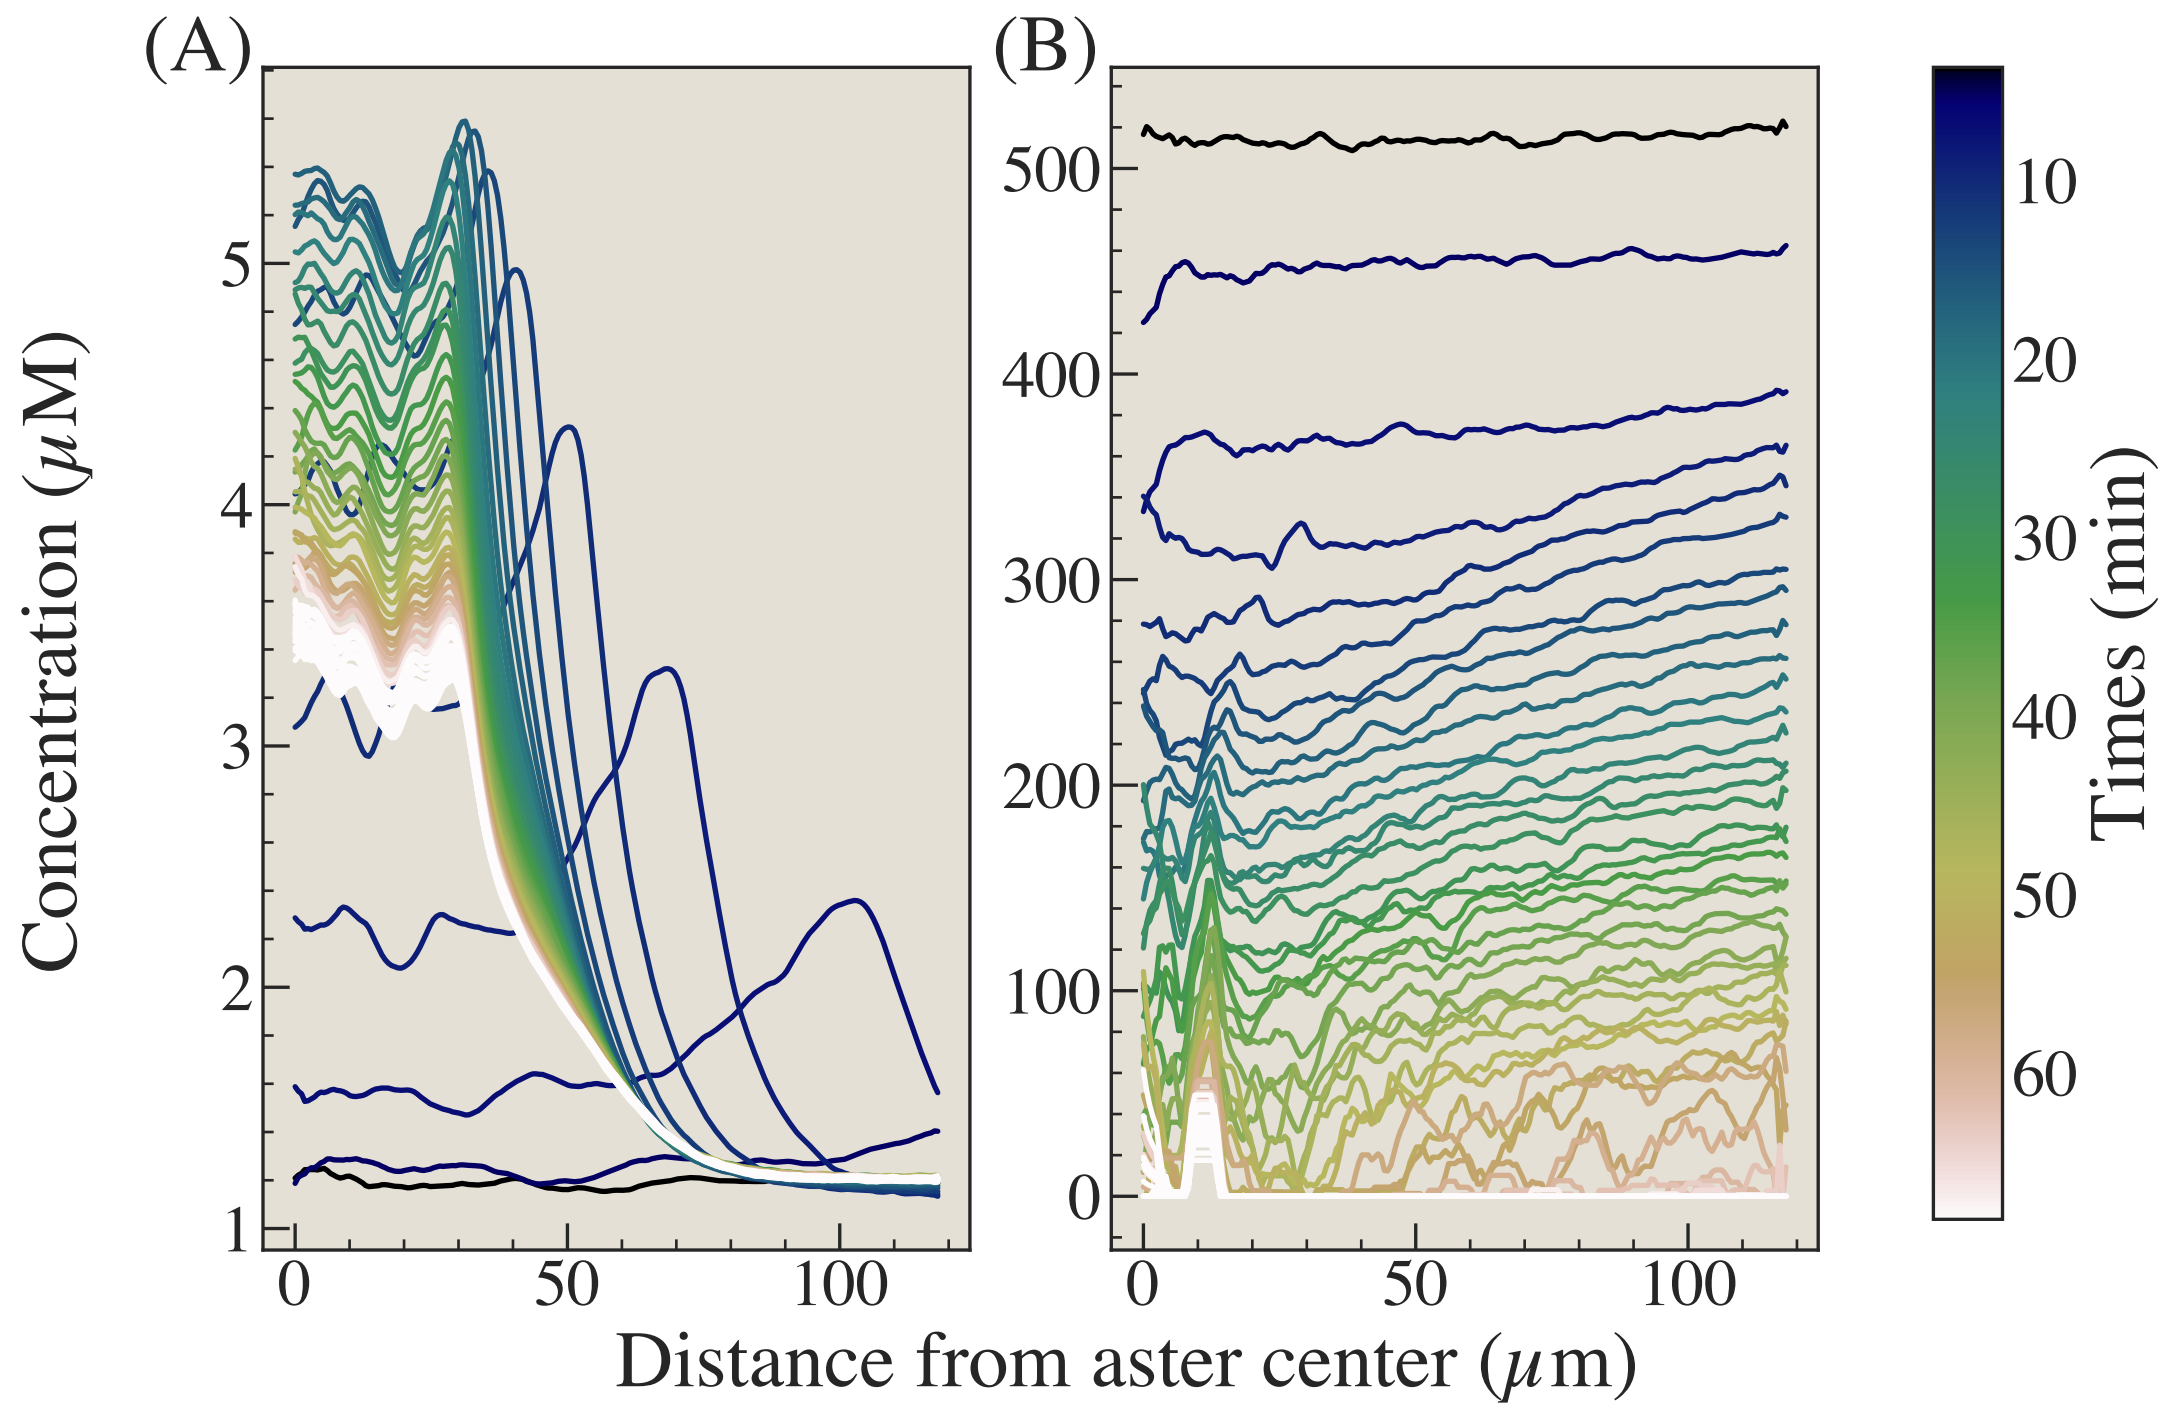 (A) (B)
Concentration (μM)
5
4
3
2
1
0 50 100
500
400
300
200
100
0
0 50 100
Distance from aster center (μm)
10
20
30
40
50
60
Times (min)